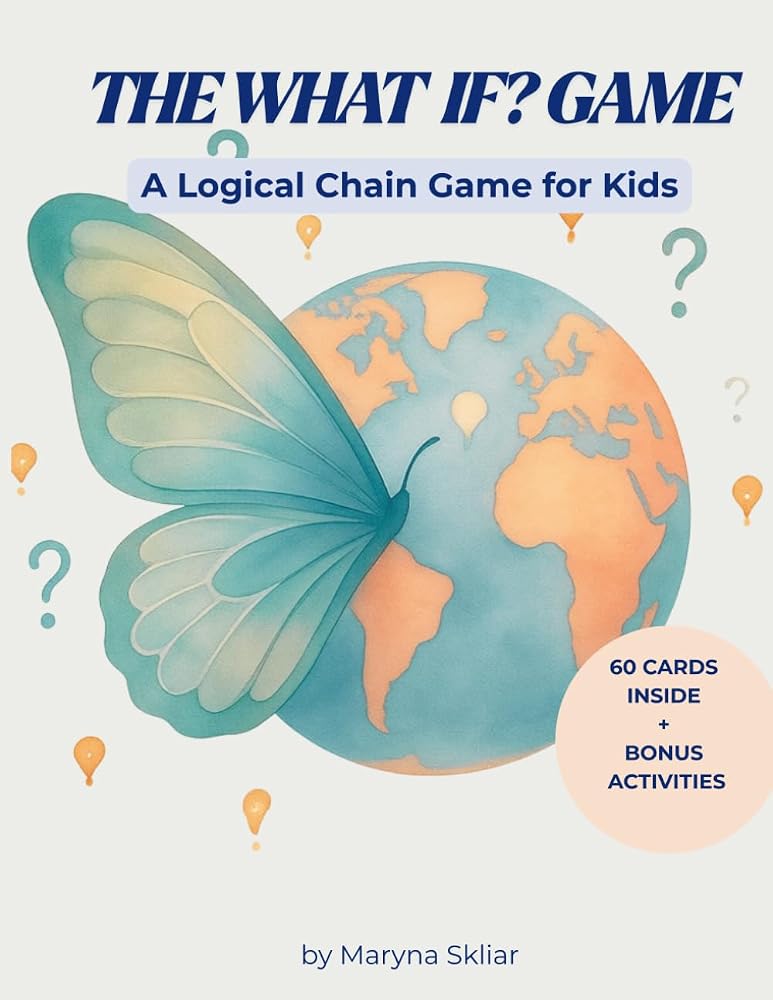 THE WHAT IF? GAME
A Logical Chain Game for Kids
60 CARDS
INSIDE
+
BONUS
ACTIVITIES
by Maryna Skliar